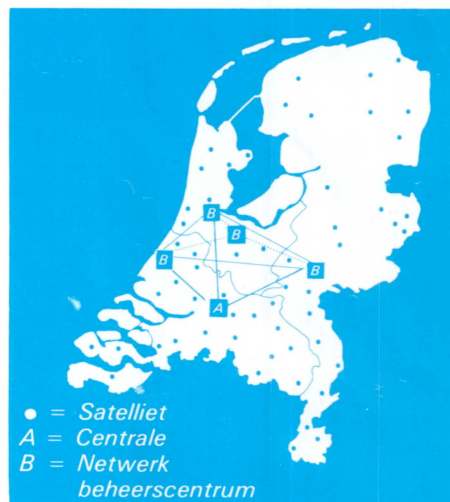 B
B
B
B
A
● = Satelliet
A = Centrale
B = Netwerk
beheerscentrum